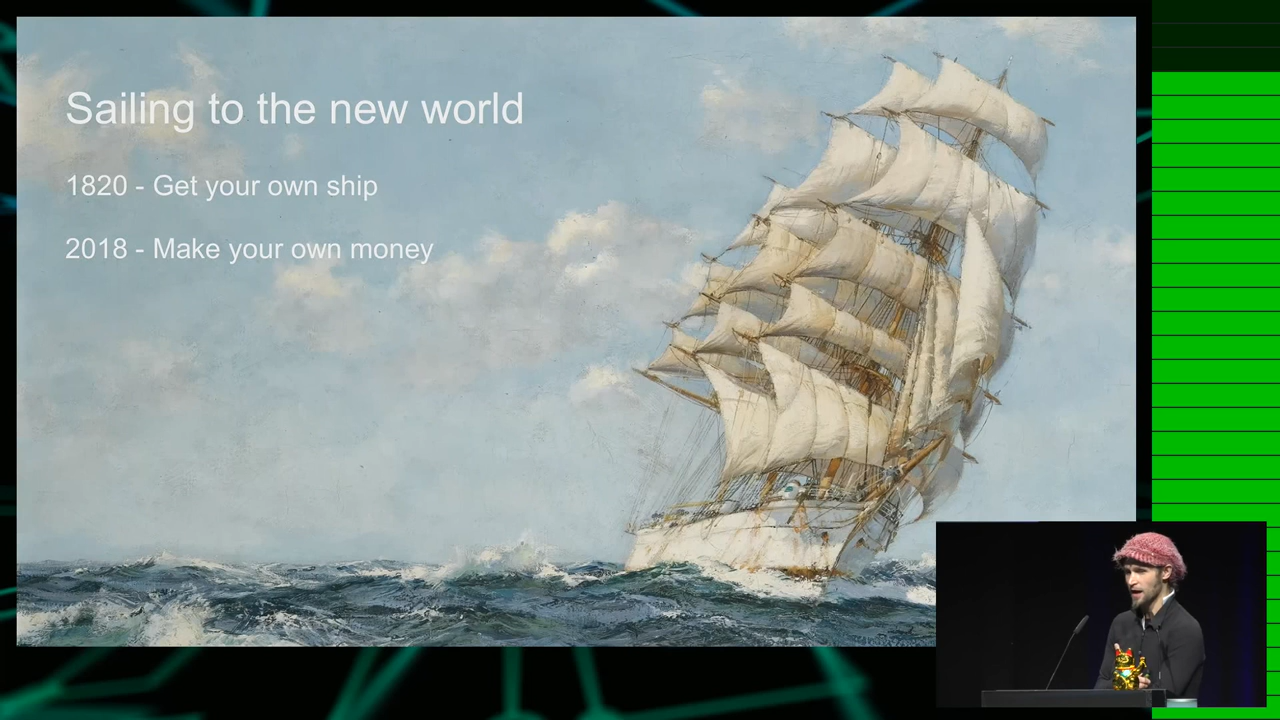 Sailing to the new world
1820 - Get your own ship
2018 - Make your own money